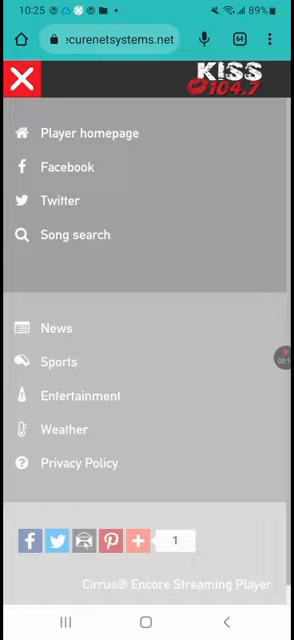 10:25
89%
ecurenetsystems.net
64
KISS
104.7
Player homepage
Facebook
Twitter
Song search
News
Sports
Entertainment
Weather
Privacy Policy
1
Cirrus® Encore Streaming Player